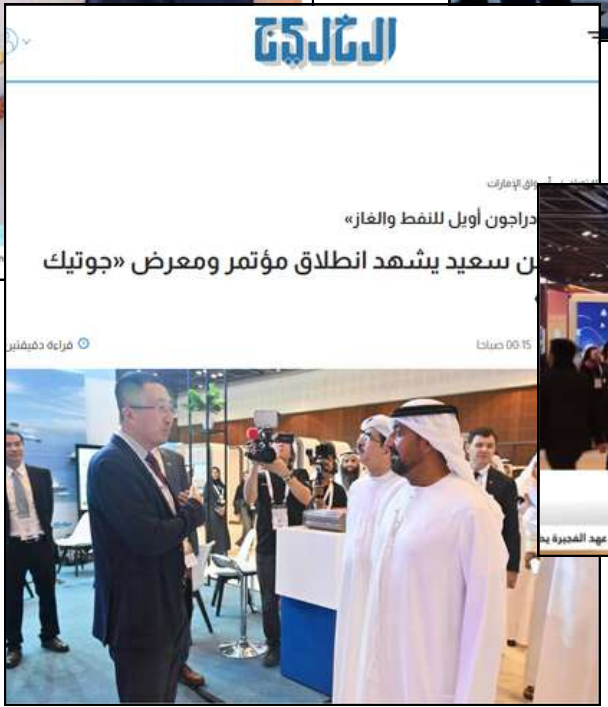 الخليج
أسواق الإمارات
دراجون أويل للنفط والغاز»
ن سعيد يشهد انطلاق مؤتمر ومعرض «جوتيك
00:15 صباحا
قراءة دقيقتين
عهد الفجيرة